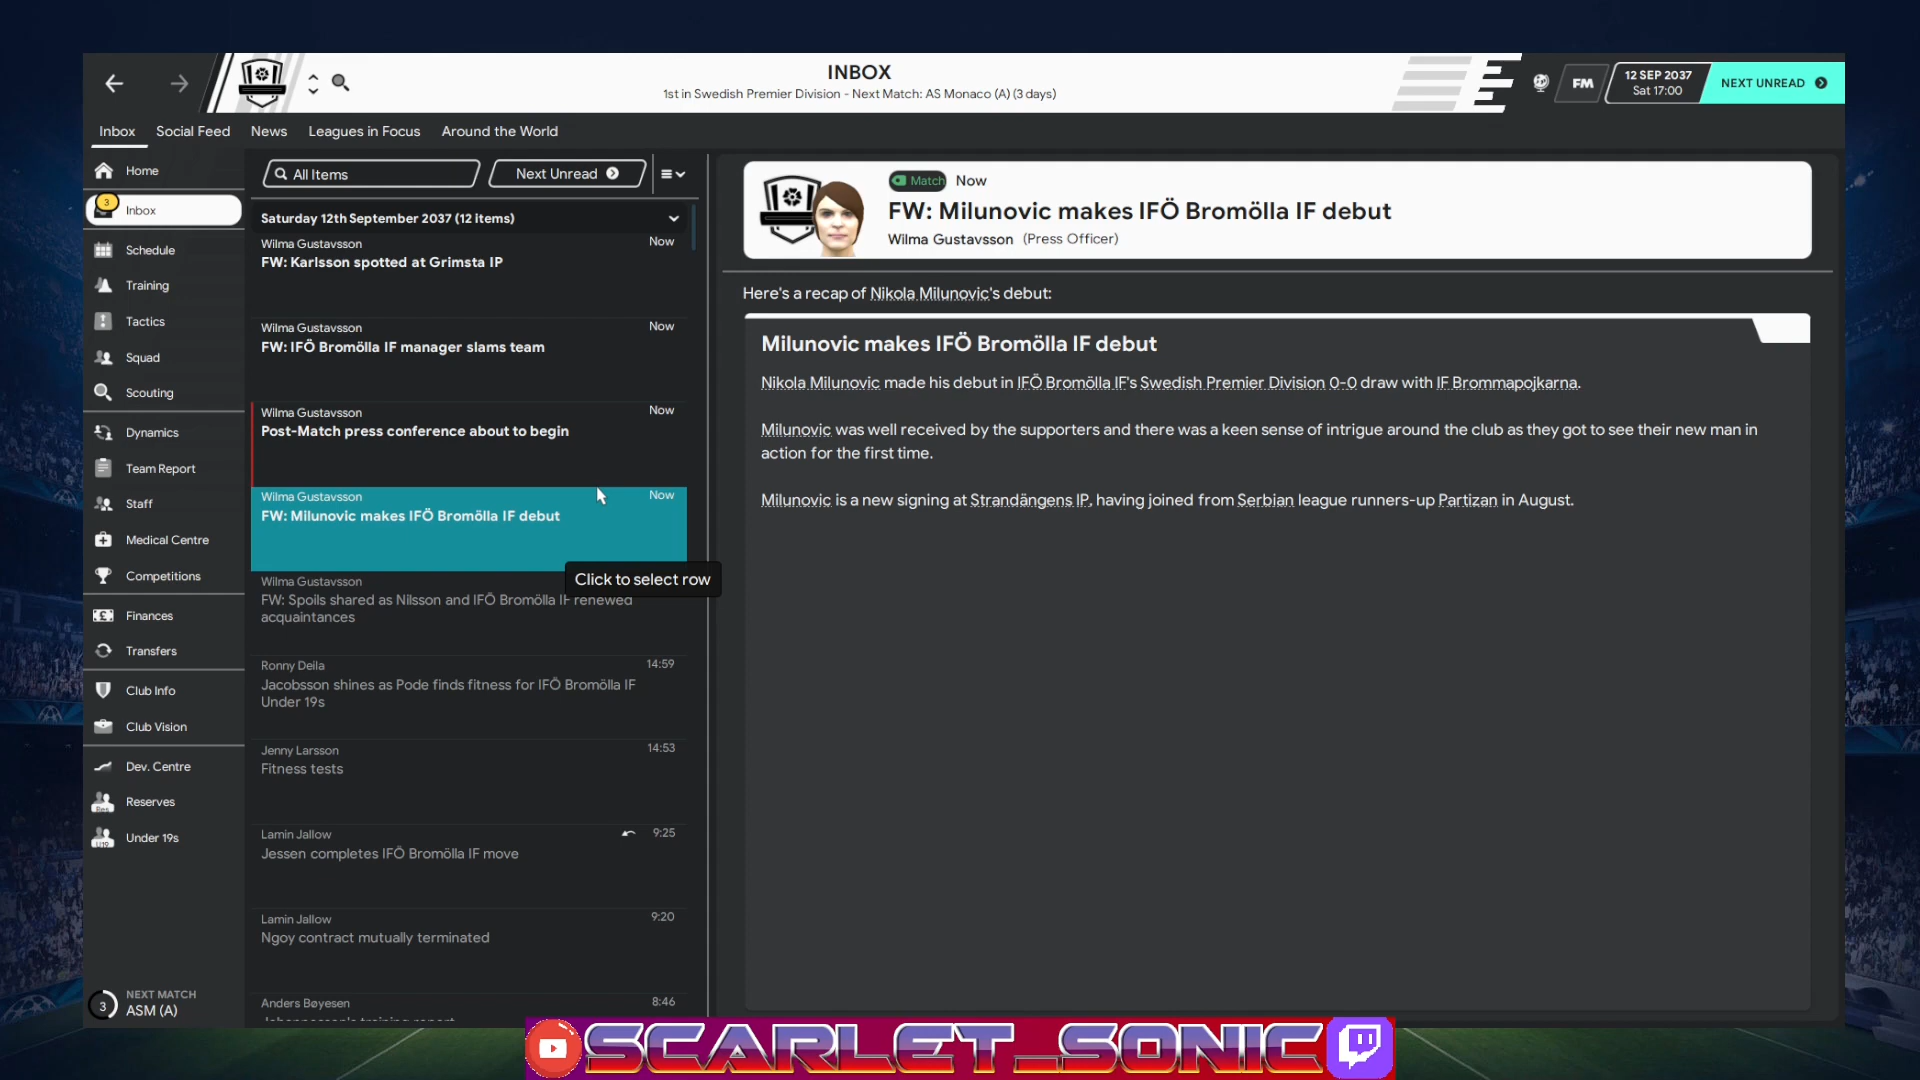 INBOX
1st in Swedish Premier Division - Next Match: AS Monaco (A) (3 days)
FM
12 SEP 2037
Sat 17:00
NEXT UNREAD
Inbox
Social Feed
News
Leagues in Focus
Around the World
Home
3
Inbox
Schedule
Training
Tactics
Squad
Scouting
Dynamics
Team Report
Staff
Medical Centre
Competitions
Finances
Transfers
Club Info
Club Vision
Dev. Centre
Reserves
Under 19s
3
NEXT MATCH
ASM (A)
All Items
Next Unread
Saturday 12th September 2037 (12 Items)
Wilma Gustavsson
Now
FW: Karlsson spotted at Grimsta IP
Wilma Gustavsson
Now
FW: IFÖ Bromölla IF manager slams team
Wilma Gustavsson
Now
Post-Match press conference about to begin
Wilma Gustavsson
Now
FW: Milunovic makes IFÖ Bromölla IF debut
Click to select row
Wilma Gustavsson
FW: Spoils shared as Nilsson and IFÖ Bromölla IF renewed
acquaintances
Ronny Deila
14:59
Jacobsson shines as Pode finds fitness for IFÖ Bromölla IF
Under 19s
Jenny Larsson
14:53
Fitness tests
Lamin Jallow
9:25
Jessen completes IFÖ Bromölla IF move
Lamin Jallow
9:20
Ngoy contract mutually terminated
Anders Bøyesen
8:46
Match
Now
FW: Milunovic makes IFÖ Bromölla IF debut
Wilma Gustavsson (Press Officer)
Here's a recap of Nikola Milunovic's debut:
Milunovic makes IFÖ Bromölla IF debut
Nikola Milunovic made his debut in IFÖ Bromölla IF's Swedish Premier Division 0-0 draw with IF Brommapojkarna.
Milunovic was well received by the supporters and there was a keen sense of intrigue around the club as they got to see their new man in
action for the first time.
Milunovic is a new signing at Strandängens IP, having joined from Serbian league runners-up Partizan in August.
SCARLET_SONIC